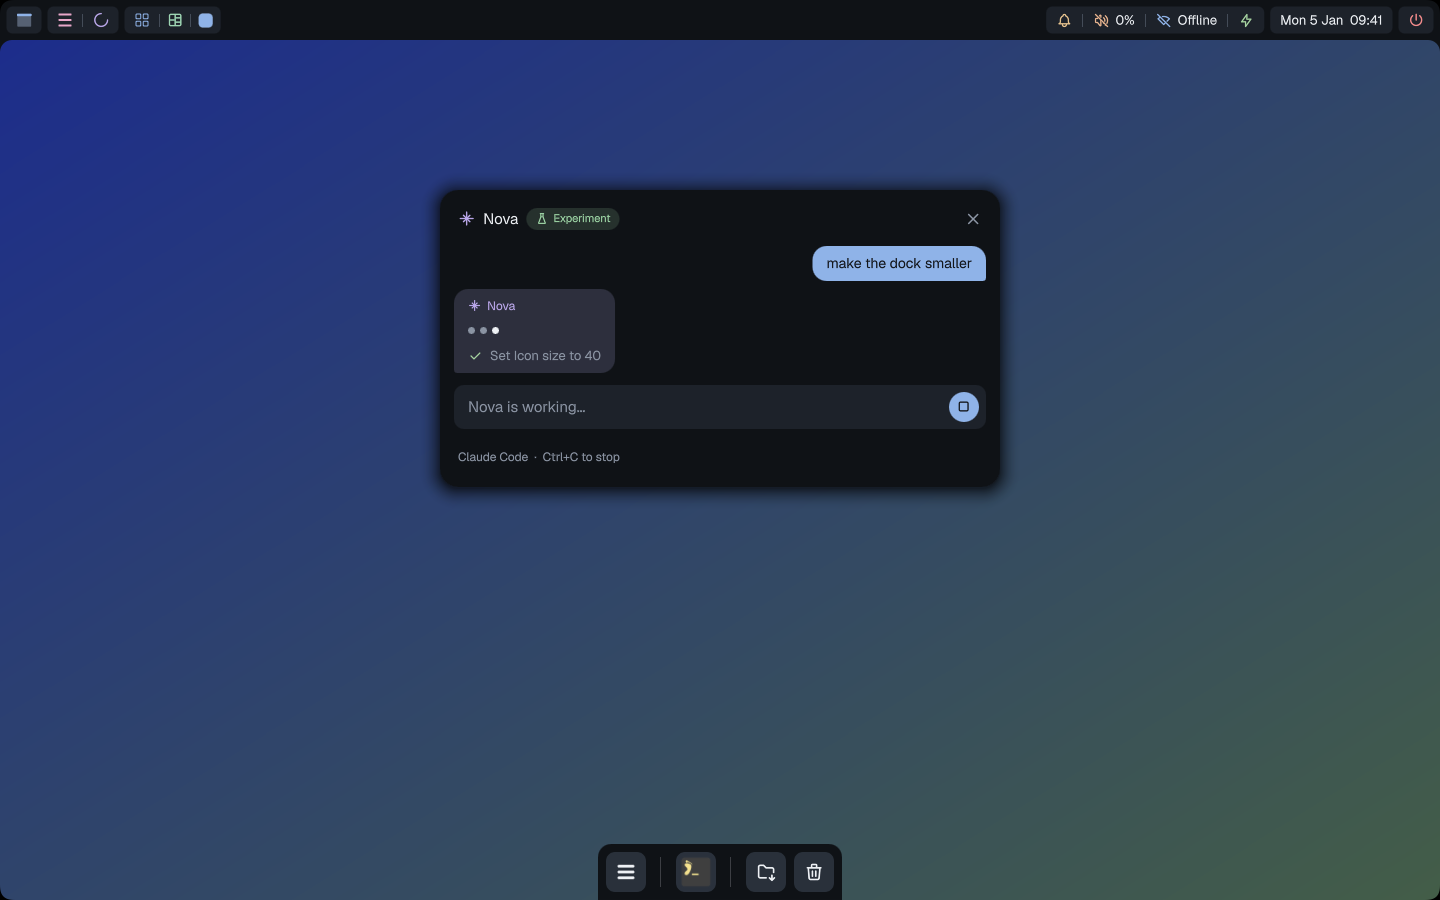 0%
Offline
Mon 5 Jan 09:41
Nova
Experiment
make the dock smaller
Nova
Set Icon size to 40
Nova is working...
Claude Code · Ctrl+C to stop